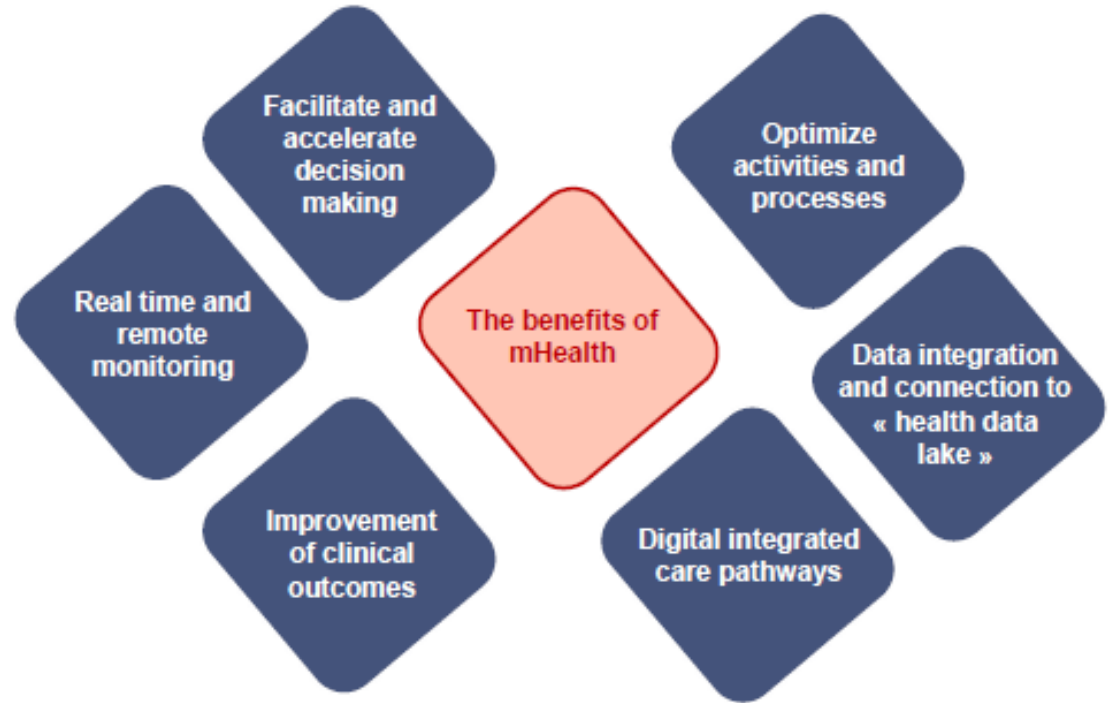 Facilitate and
accelerate
decision
making
Optimize
activities and
processes
Real time and
remote
monitoring
The benefits of
mHealth
Data integration
and connection to
« health data
lake »
Improvement
of clinical
outcomes
Digital integrated
care pathways